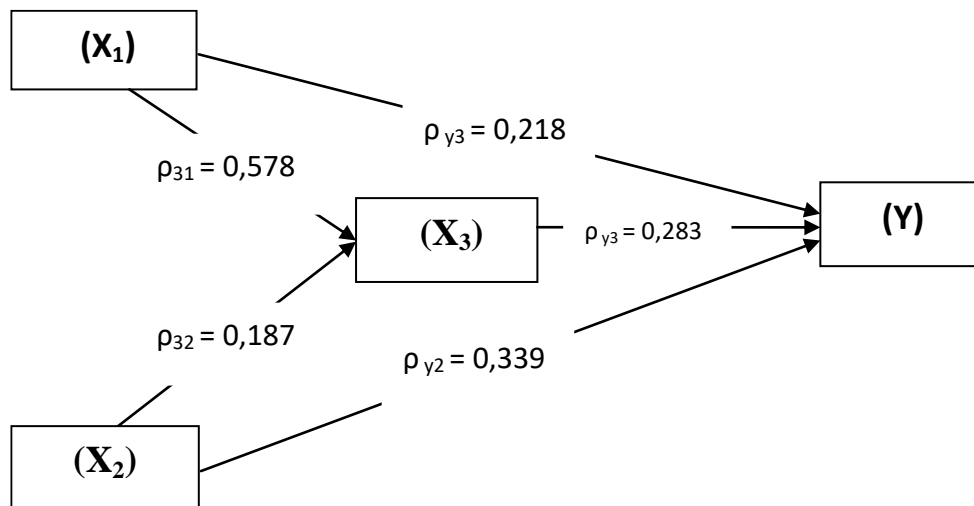 (X₁)
ρ y3 = 0,218
ρ31 = 0,578
(X₃)
ρ y3 = 0,283
(Y)
ρ32 = 0,187
ρ y2 = 0,339
(X₂)